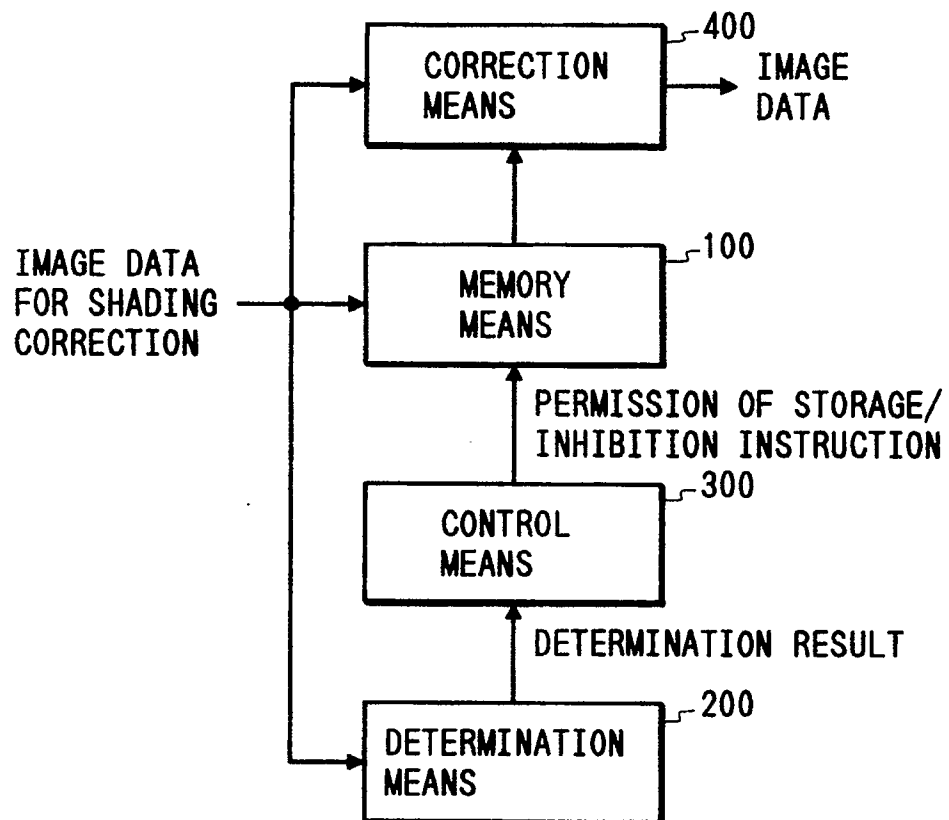 400
CORRECTION
MEANS
IMAGE
DATA
100
IMAGE DATA
FOR SHADING
CORRECTION
MEMORY
MEANS
PERMISSION OF STORAGE/
INHIBITION INSTRUCTION
300
CONTROL
MEANS
DETERMINATION RESULT
200
DETERMINATION
MEANS